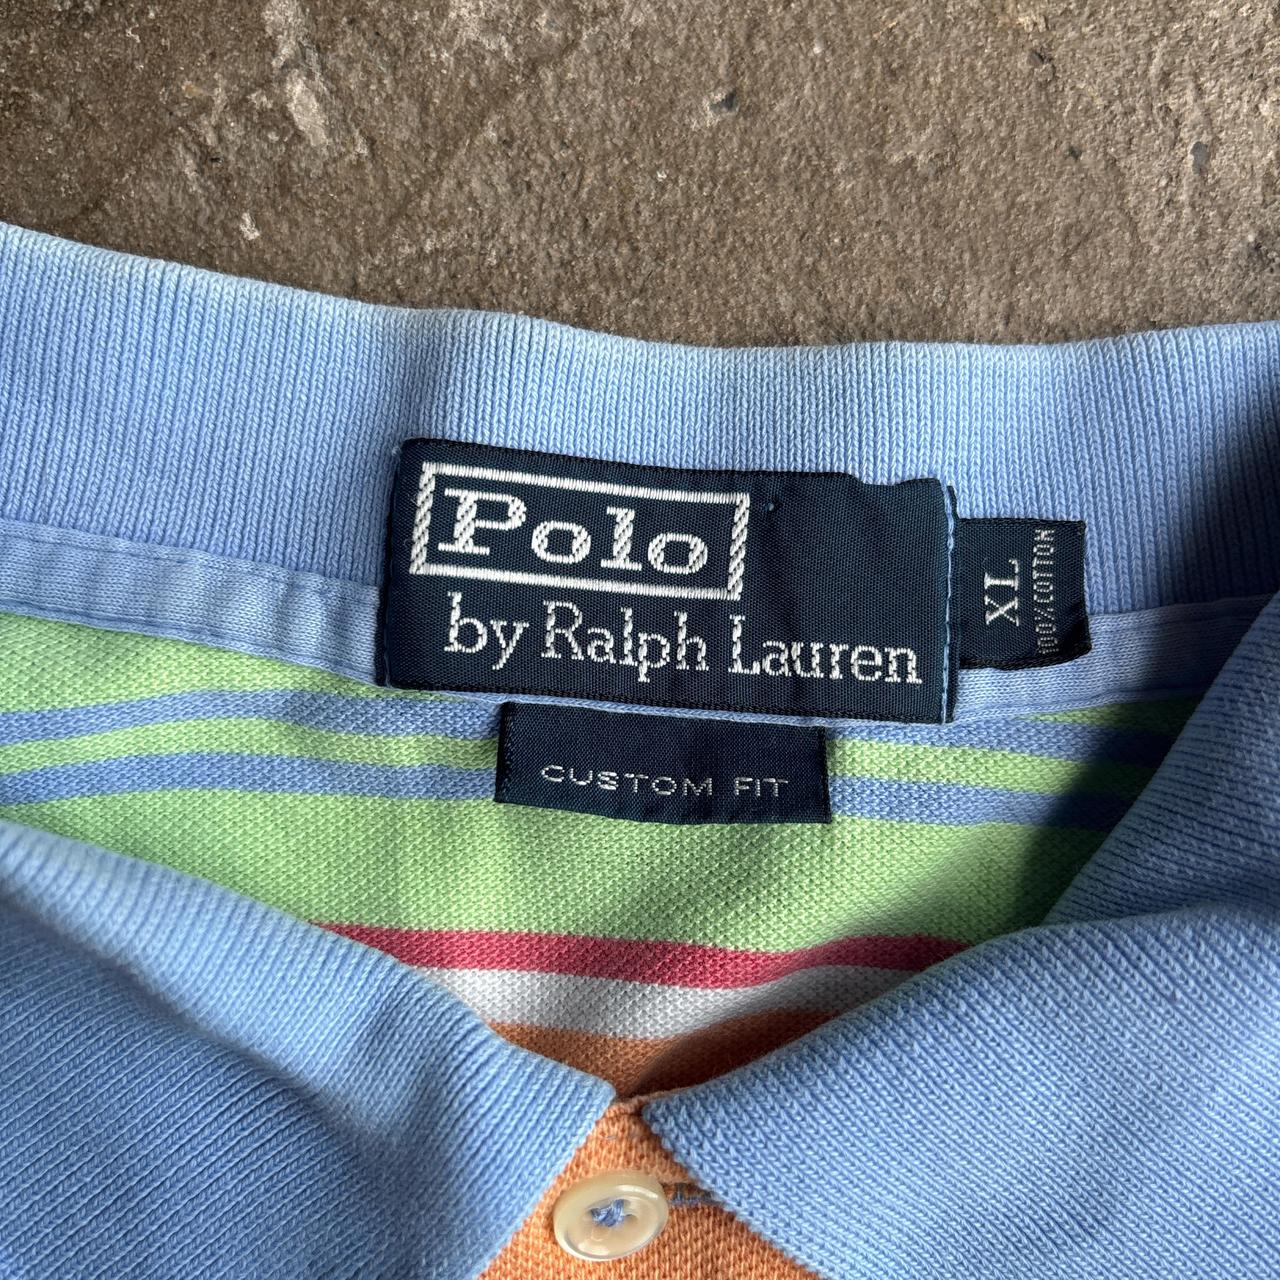 Polo
by Ralph Lauren
XL
100% COTTON
CUSTOM FIT